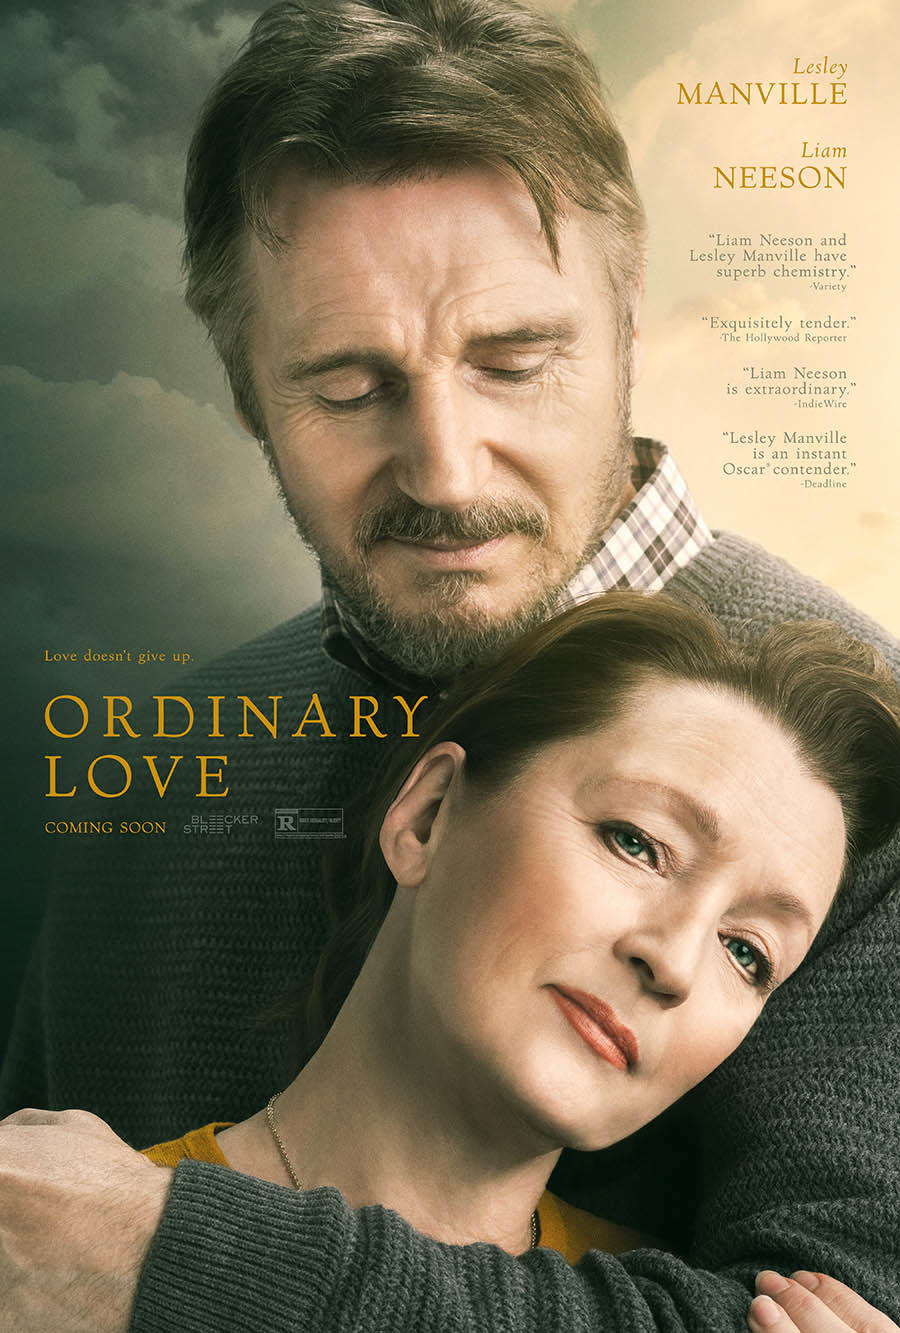 Lesley
MANVILLE
Liam
NEESON
“Liam Neeson and
Lesley Manville have
superb chemistry.”
-Variety
“Exquisitely tender.”
-The Hollywood Reporter
“Liam Neeson
is extraordinary.”
-IndieWire
“Lesley Manville
is an instant
Oscar® contender.”
-Deadline
Love doesn't give up.
ORDINARY
LOVE
COMING SOON
BLEECKER
STREET
R